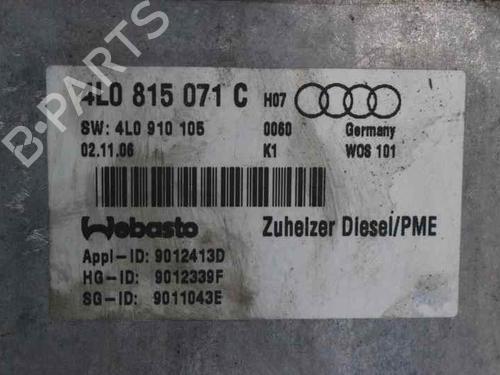 4L0 815 071 C H07
SW: 4L0 910 105 0060 Germany
02.11.06 K1 WOS 101
Webasto Zuheizer Diesel/PME
Appl-ID: 9012413D
HG-ID: 9012339F
SG-ID: 9011043E
B-PARTS